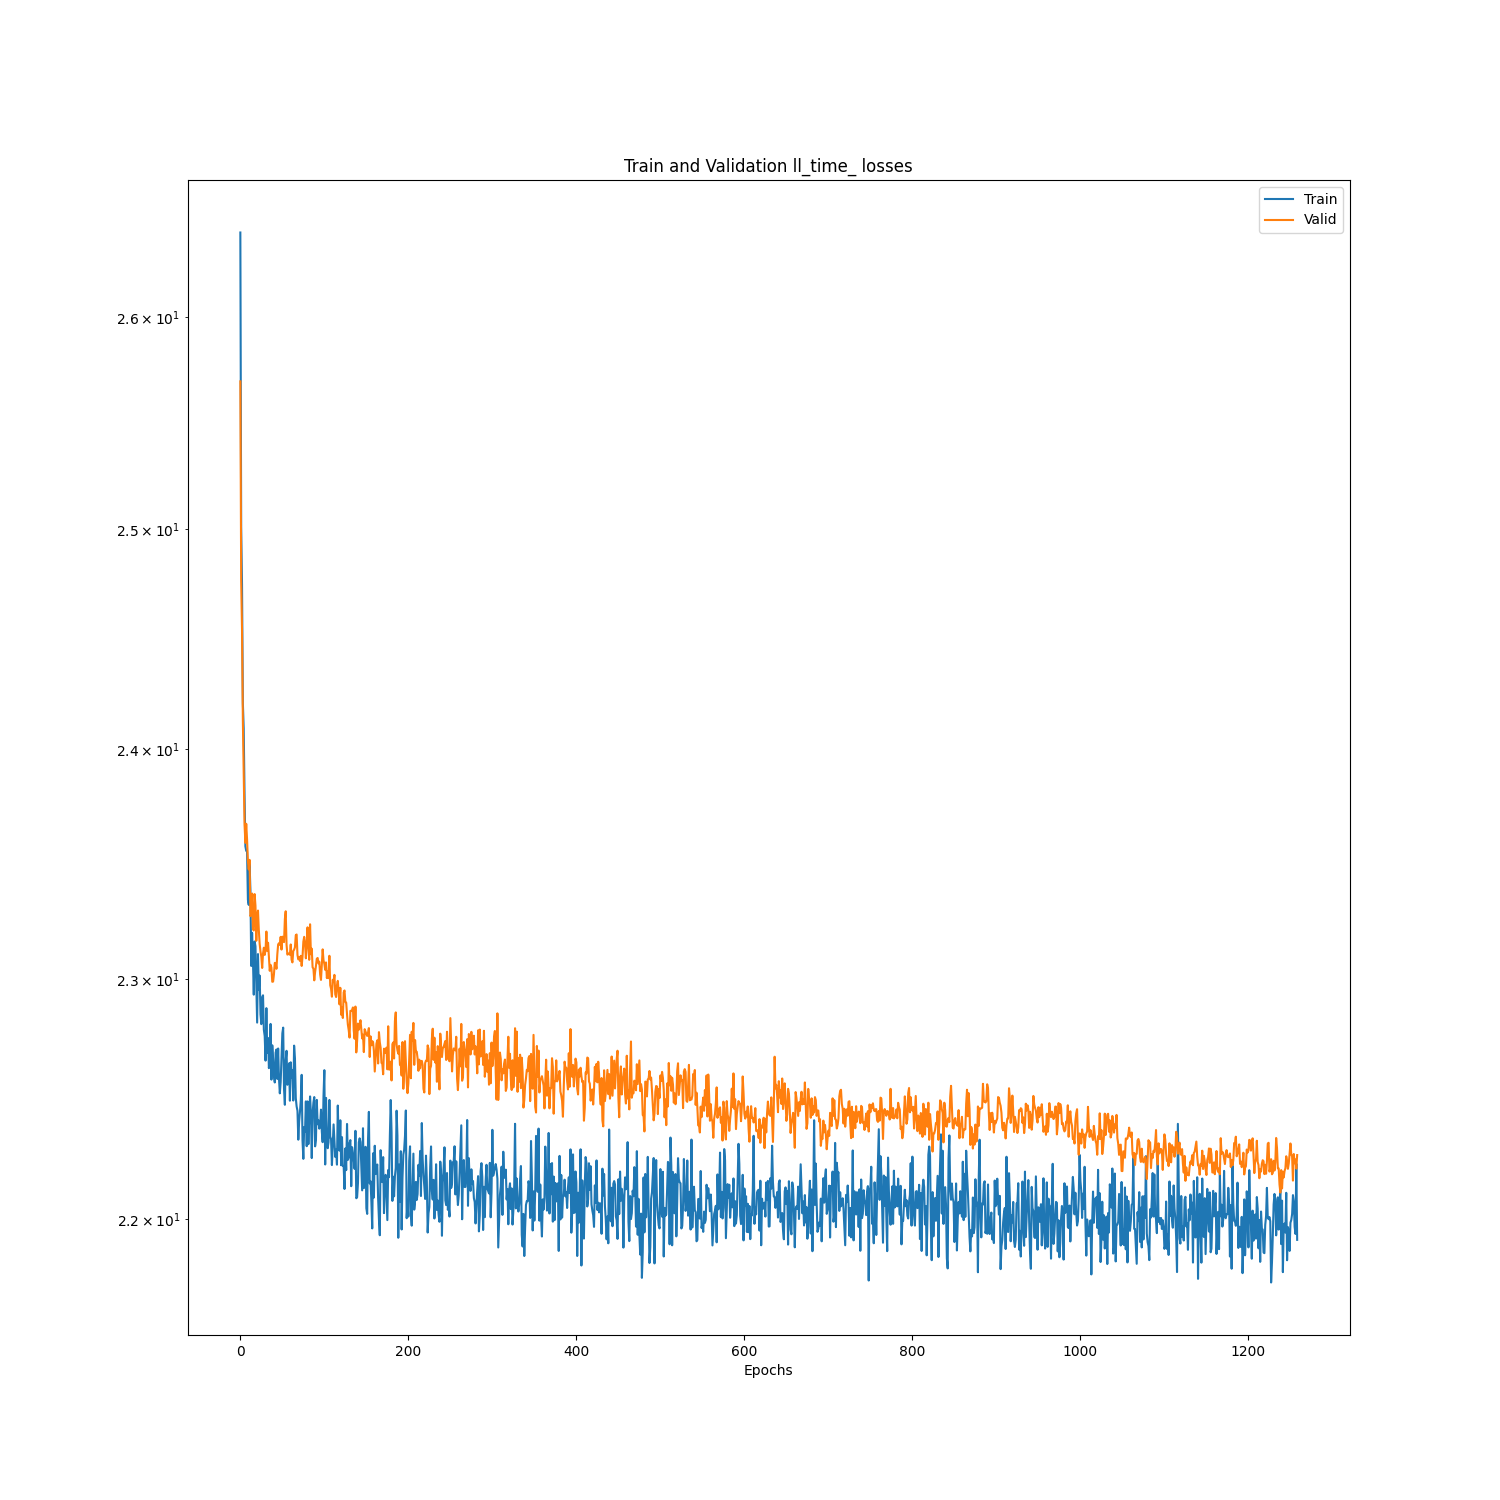 Train and Validation ll_time_ losses
Train
Valid
2.6 × 10¹
2.5 × 10¹
2.4 × 10¹
2.3 × 10¹
2.2 × 10¹
0 200 400 600 800 1000 1200
Epochs